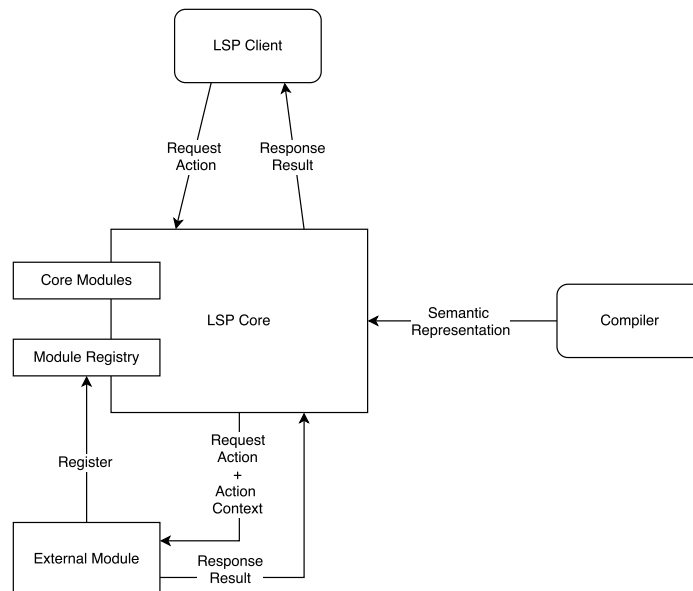 LSP Client
Request
Action
Response
Result
Core Modules
LSP Core
Semantic
Representation
Compiler
Module Registry
Request
Action
+
Action
Context
Register
External Module
Response
Result